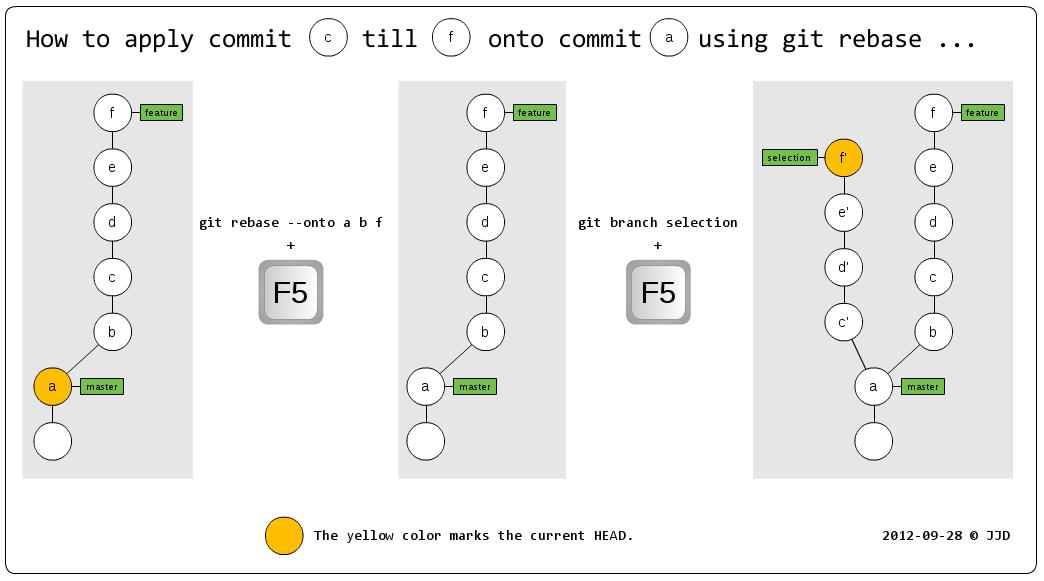 How to apply commit c till f onto commit a using git rebase ...
f feature
e
d
c
b
a master
git rebase --onto a b f
+
F5
f feature
e
d
c
b
a master
git branch selection
+
F5
f feature
selection f'
e
e'
d
d'
c
c'
b
a master
The yellow color marks the current HEAD.
2012-09-28 © JJD